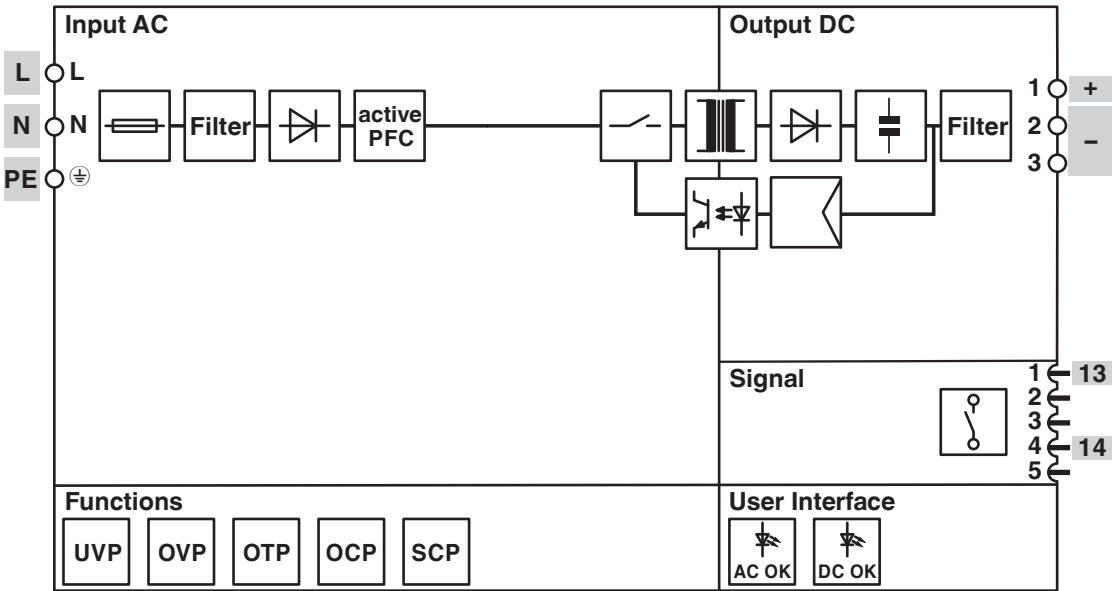 Input AC
Output DC
L L
N N
PE
Filter
active
PFC
Filter
1 +
2
3 –
Signal
1 13
2
3
4 14
5
Functions
UVP OVP OTP OCP SCP
User Interface
AC OK DC OK